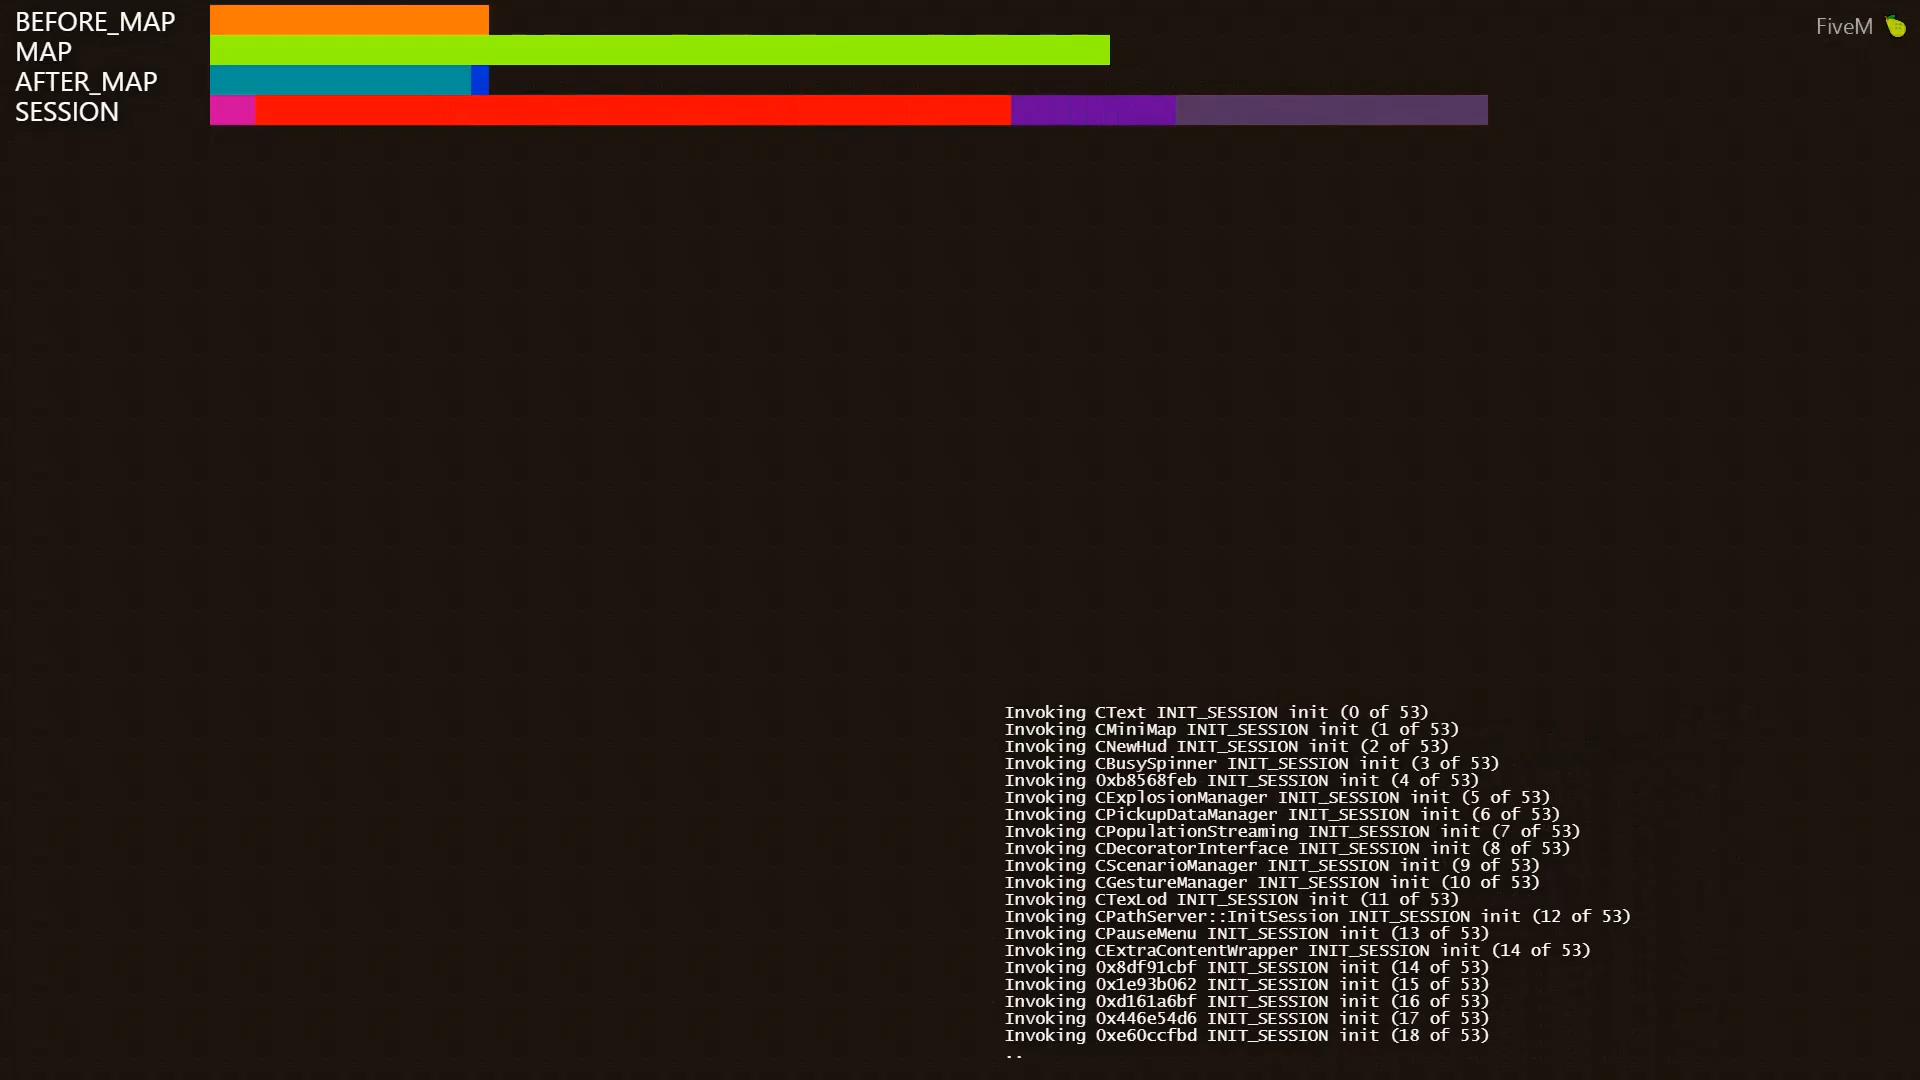 BEFORE_MAP
MAP
AFTER_MAP
SESSION
FiveM
Invoking CText INIT_SESSION init (0 of 53)
Invoking CMiniMap INIT_SESSION init (1 of 53)
Invoking CNewHud INIT_SESSION init (2 of 53)
Invoking CBusySpinner INIT_SESSION init (3 of 53)
Invoking 0xb8568feb INIT_SESSION init (4 of 53)
Invoking CExplosionManager INIT_SESSION init (5 of 53)
Invoking CPickupDataManager INIT_SESSION init (6 of 53)
Invoking CPopulationStreaming INIT_SESSION init (7 of 53)
Invoking CDecoratorInterface INIT_SESSION init (8 of 53)
Invoking CScenarioManager INIT_SESSION init (9 of 53)
Invoking CGestureManager INIT_SESSION init (10 of 53)
Invoking CTexLod INIT_SESSION init (11 of 53)
Invoking CPathServer::InitSession INIT_SESSION init (12 of 53)
Invoking CPauseMenu INIT_SESSION init (13 of 53)
Invoking CExtraContentWrapper INIT_SESSION init (14 of 53)
Invoking 0x8df91cbf INIT_SESSION init (14 of 53)
Invoking 0x1e93b062 INIT_SESSION init (15 of 53)
Invoking 0xd161a6bf INIT_SESSION init (16 of 53)
Invoking 0x446e54d6 INIT_SESSION init (17 of 53)
Invoking 0xe60ccfbd INIT_SESSION init (18 of 53)
..